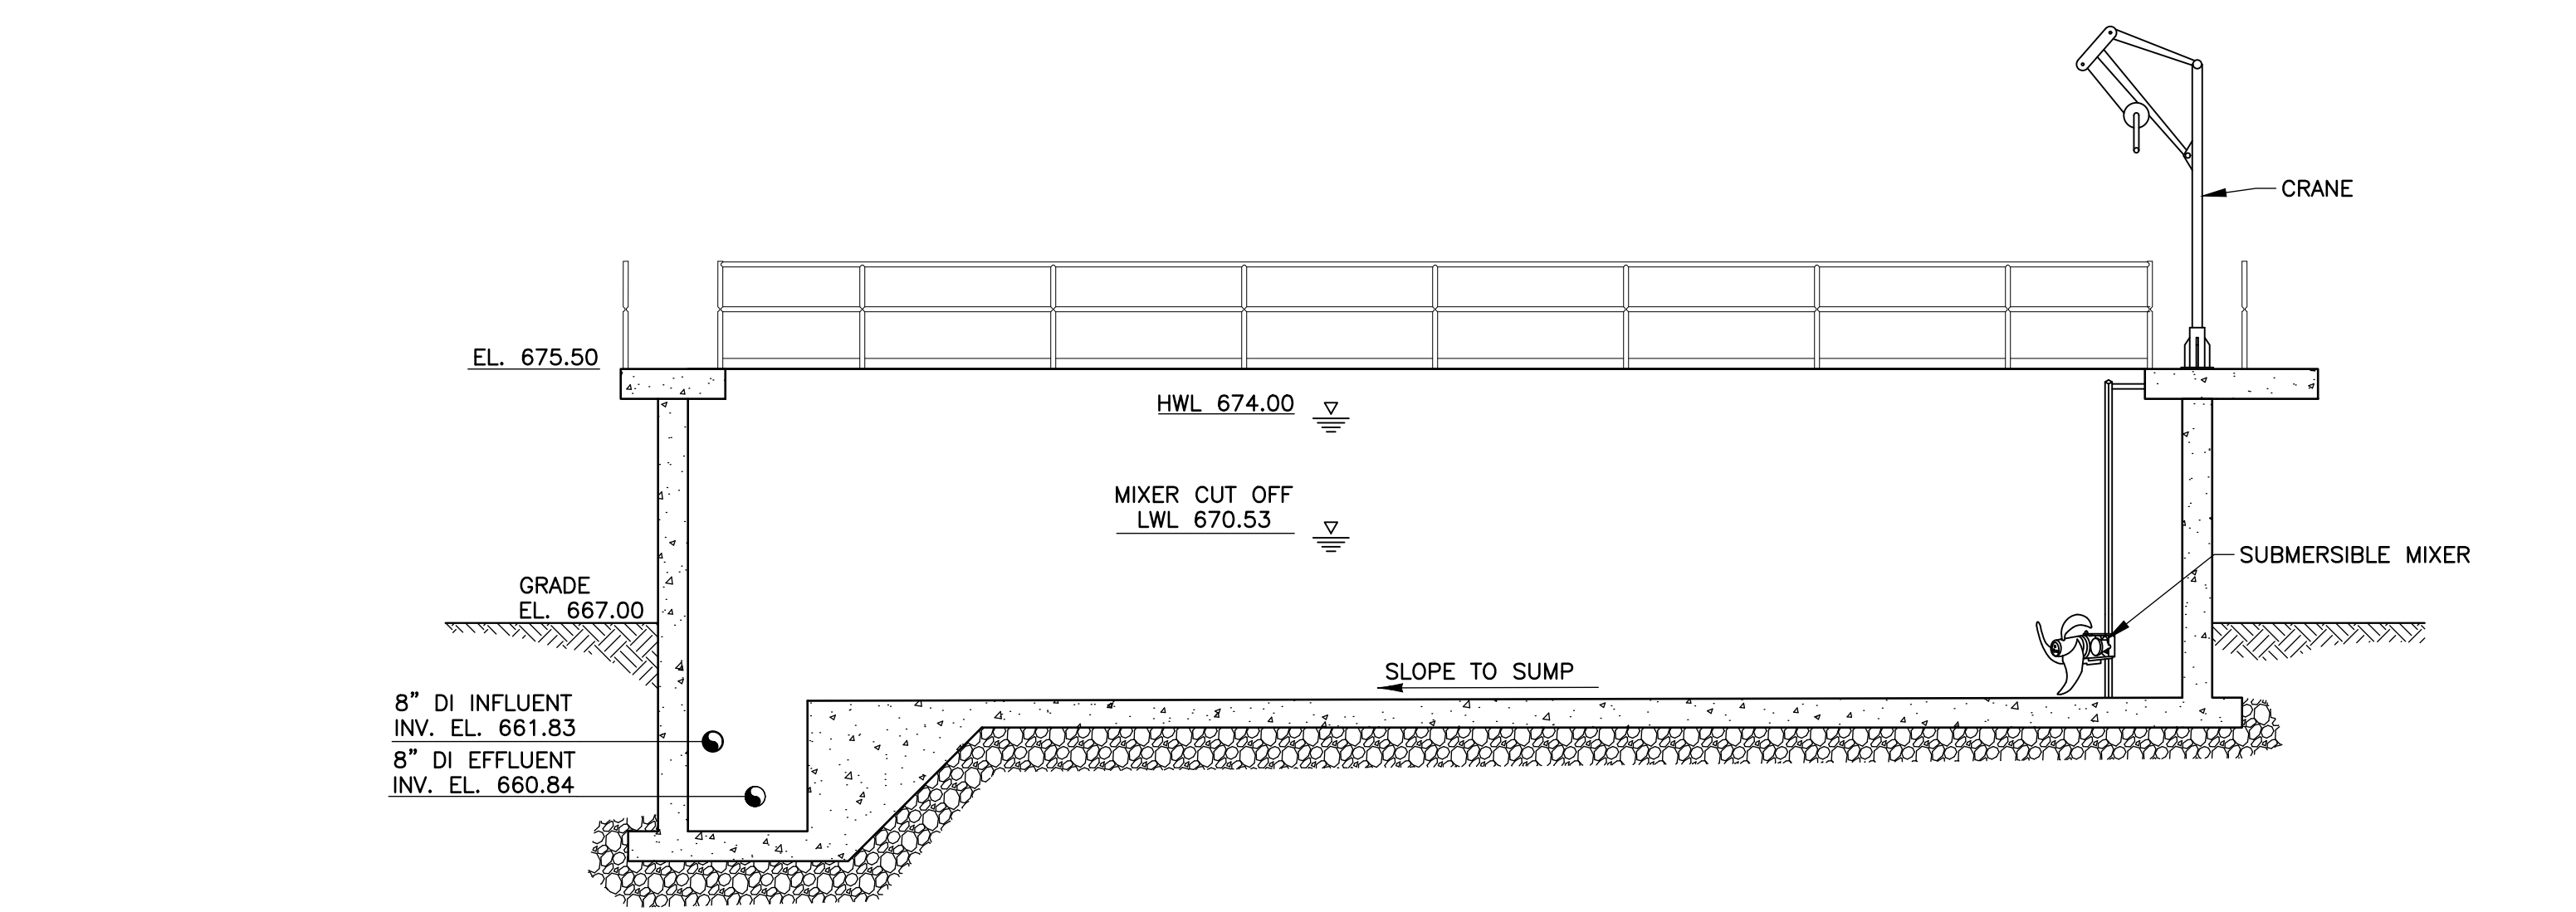 CRANE
EL. 675.50
HWL 674.00
MIXER CUT OFF
LWL 670.53
SUBMERSIBLE MIXER
GRADE
EL. 667.00
SLOPE TO SUMP
8” DI INFLUENT
INV. EL. 661.83
8” DI EFFLUENT
INV. EL. 660.84